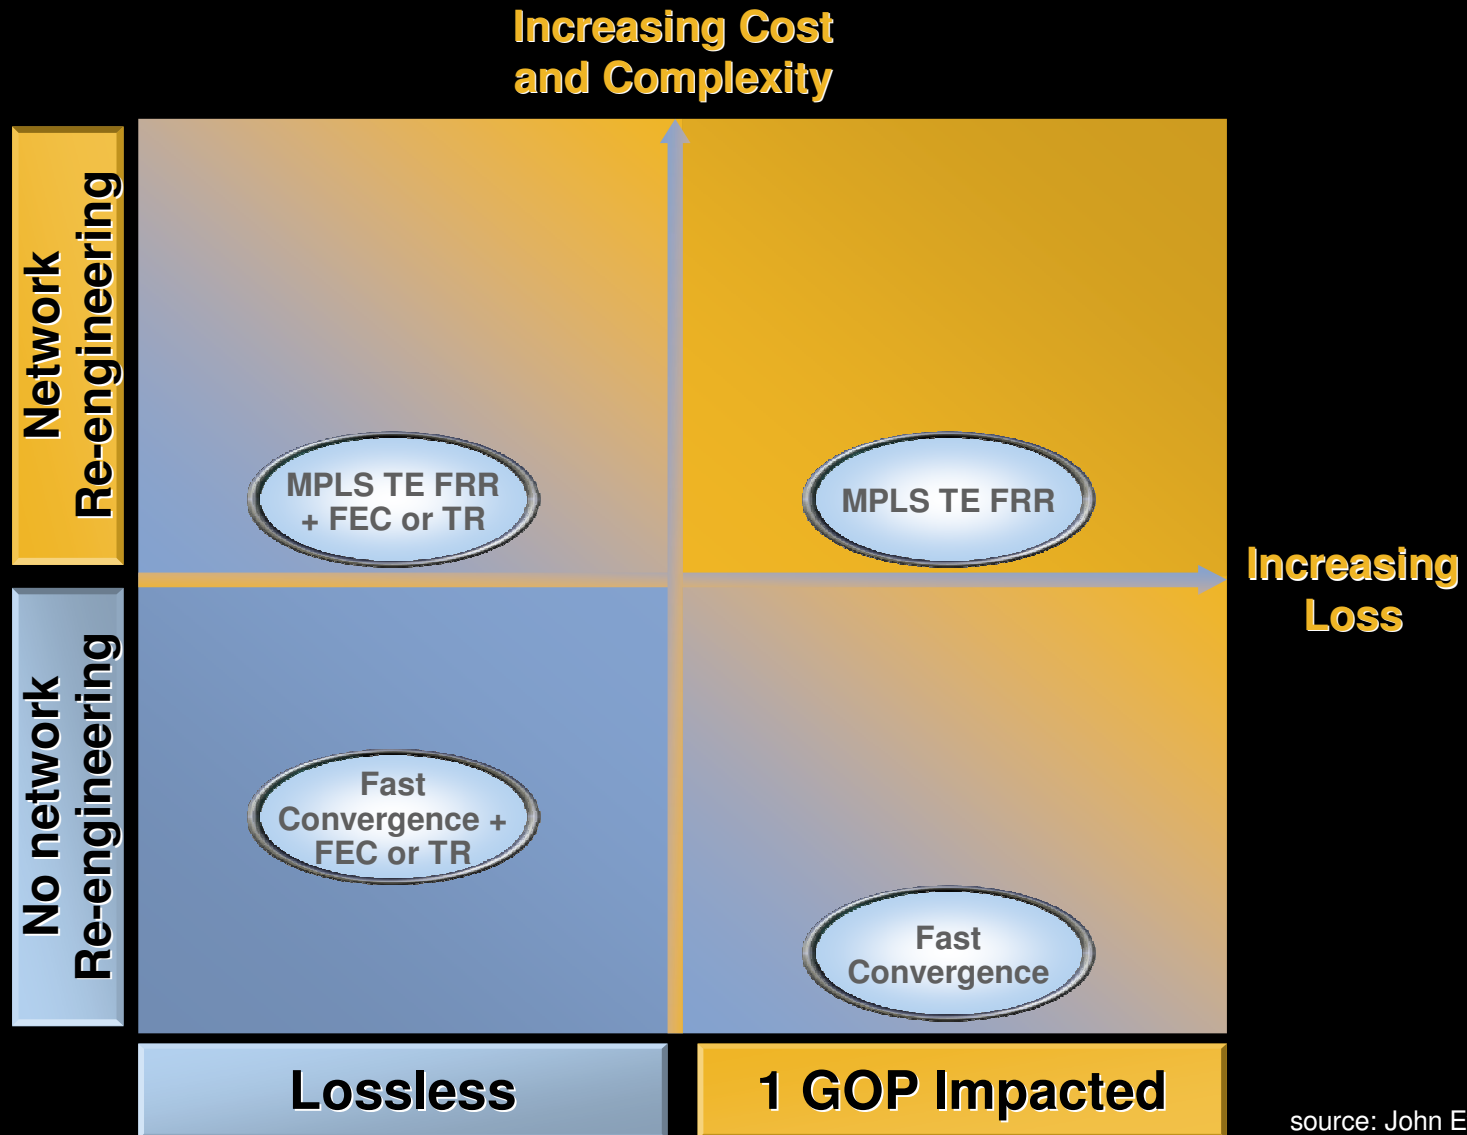 Increasing Cost
and Complexity
Network
Re-engineering
MPLS TE FRR
+ FEC or TR
MPLS TE FRR
Increasing
Loss
No network
Re-engineering
Fast
Convergence +
FEC or TR
Fast
Convergence
Lossless
1 GOP Impacted
source: John E